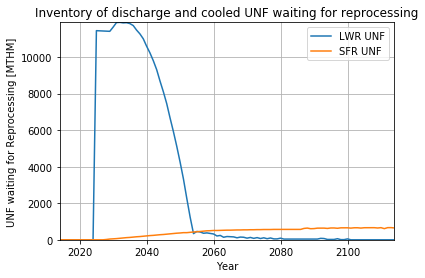 Inventory of discharge and cooled UNF waiting for reprocessing
UNF waiting for Reprocessing [MTHM]
10000
8000
6000
4000
2000
0
LWR UNF
SFR UNF
2020
2040
2060
2080
2100
Year